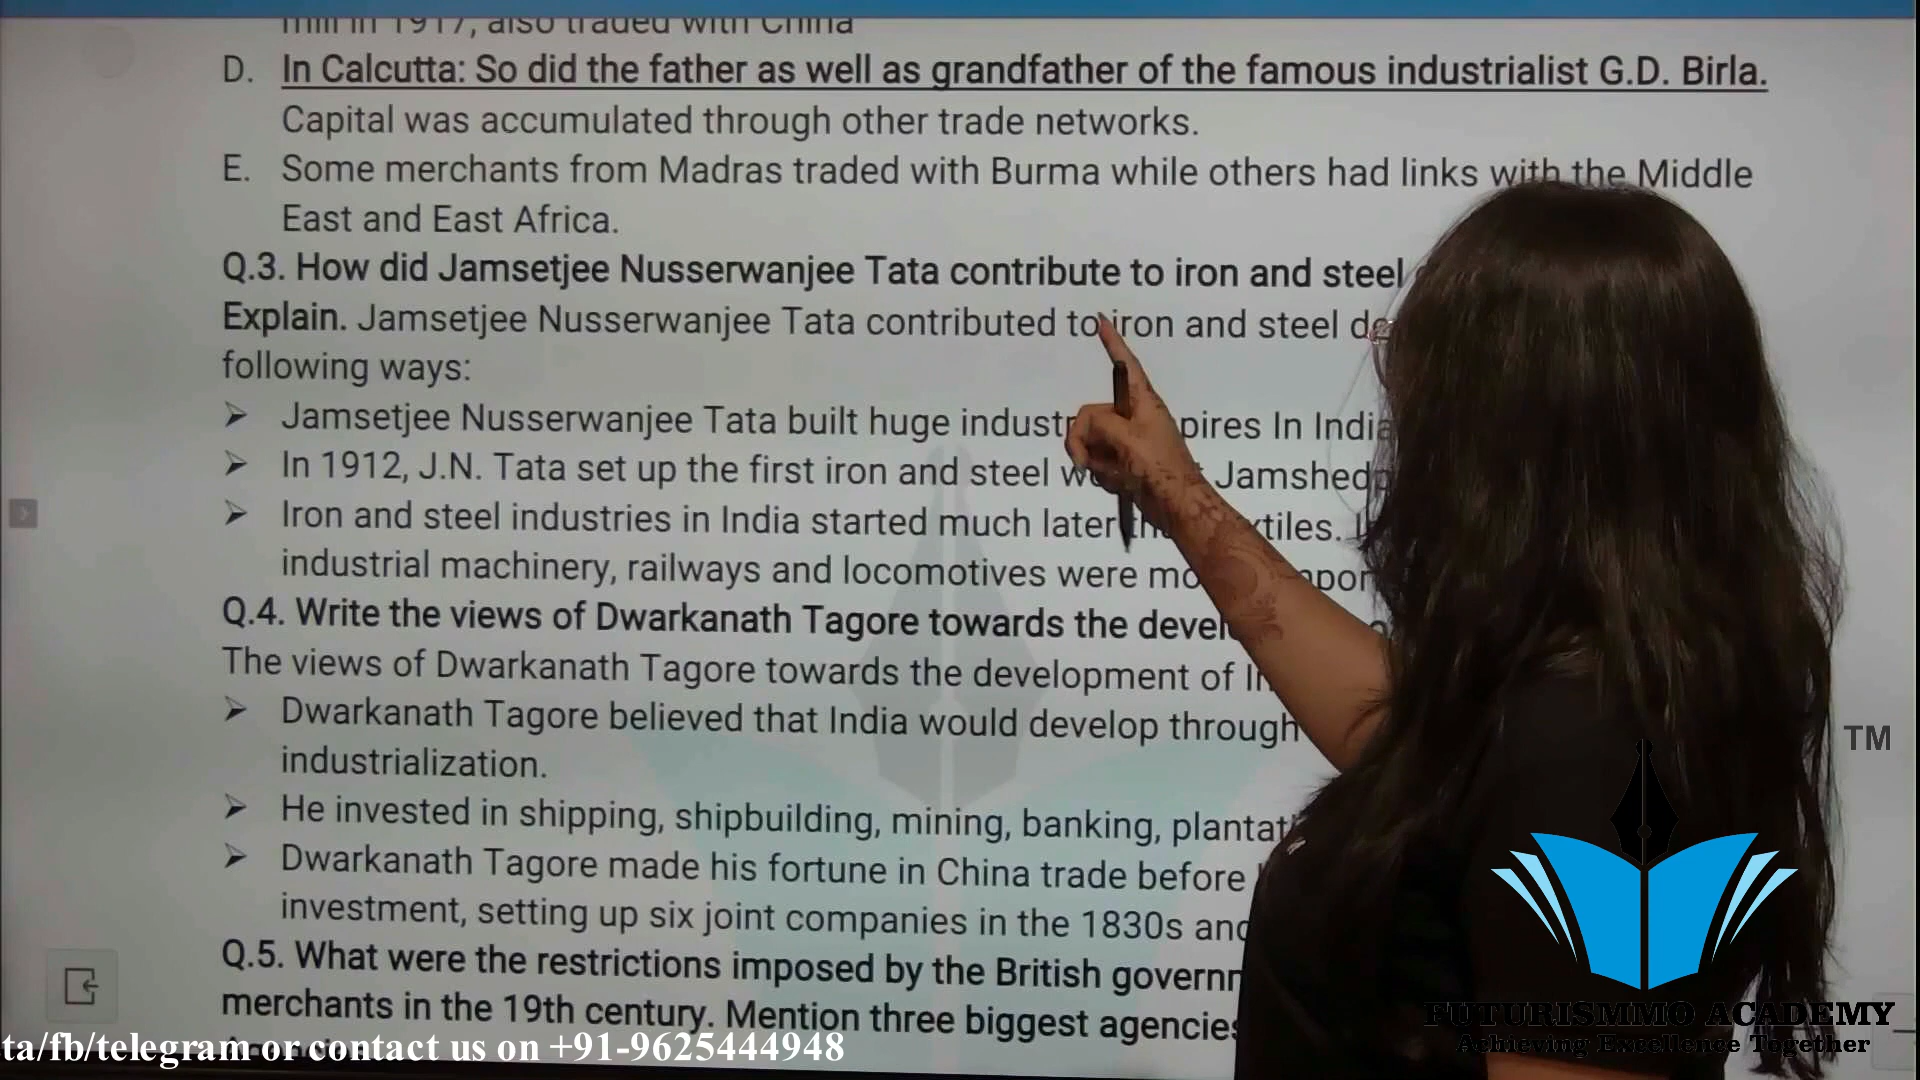 mill in 1917, also traded with China
D. In Calcutta: So did the father as well as grandfather of the famous industrialist G.D. Birla.
Capital was accumulated through other trade networks.
E. Some merchants from Madras traded with Burma while others had links with the Middle
East and East Africa.
Q.3. How did Jamsetjee Nusserwanjee Tata contribute to iron and steel
Explain. Jamsetjee Nusserwanjee Tata contributed to iron and steel
following ways:
➢ Jamsetjee Nusserwanjee Tata built huge In India
➢ In 1912, J.N. Tata set up the first iron and steel
➢ Iron and steel industries in India started much later
industrial machinery, railways and locomotives were
Q.4. Write the views of Dwarkanath Tagore towards the
The views of Dwarkanath Tagore towards the development of
➢ Dwarkanath Tagore believed that India would develop through
industrialization.
➢ He invested in shipping, shipbuilding, mining, banking,
➢ Dwarkanath Tagore made his fortune in China trade before
investment, setting up six joint companies in the 1830s and
Q.5. What were the restrictions imposed by the British
merchants in the 19th century. Mention three biggest agencies
ta/fb/telegram or contact us on +91-9625444948
TM
FUTURISMMO ACADEMY
Achieving Excellence Together